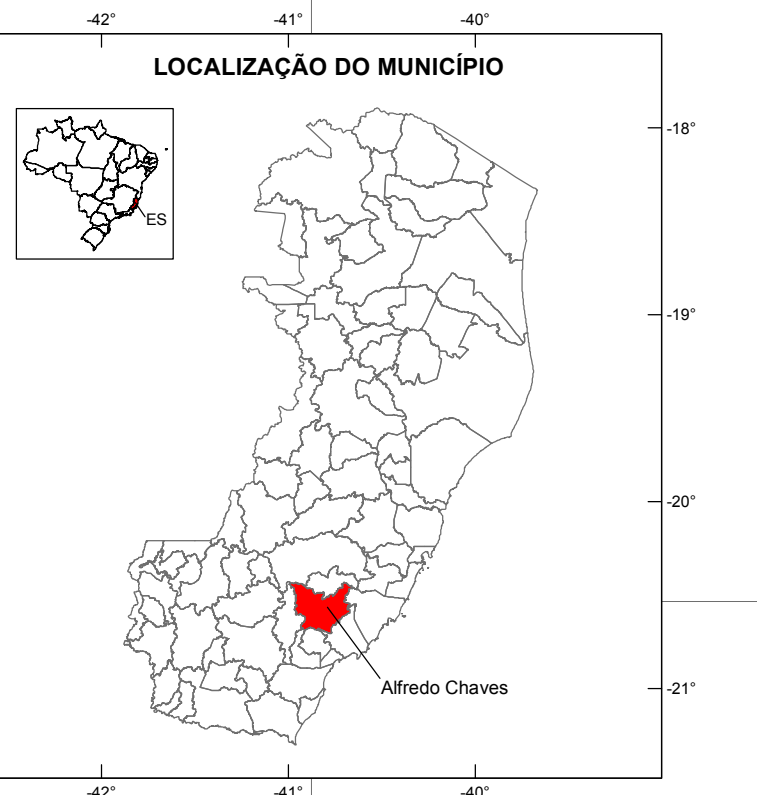 -42° -41° -40°
LOCALIZAÇÃO DO MUNICÍPIO
-18°
ES
-19°
-20°
Alfredo Chaves
-21°
-42° -41° -40°